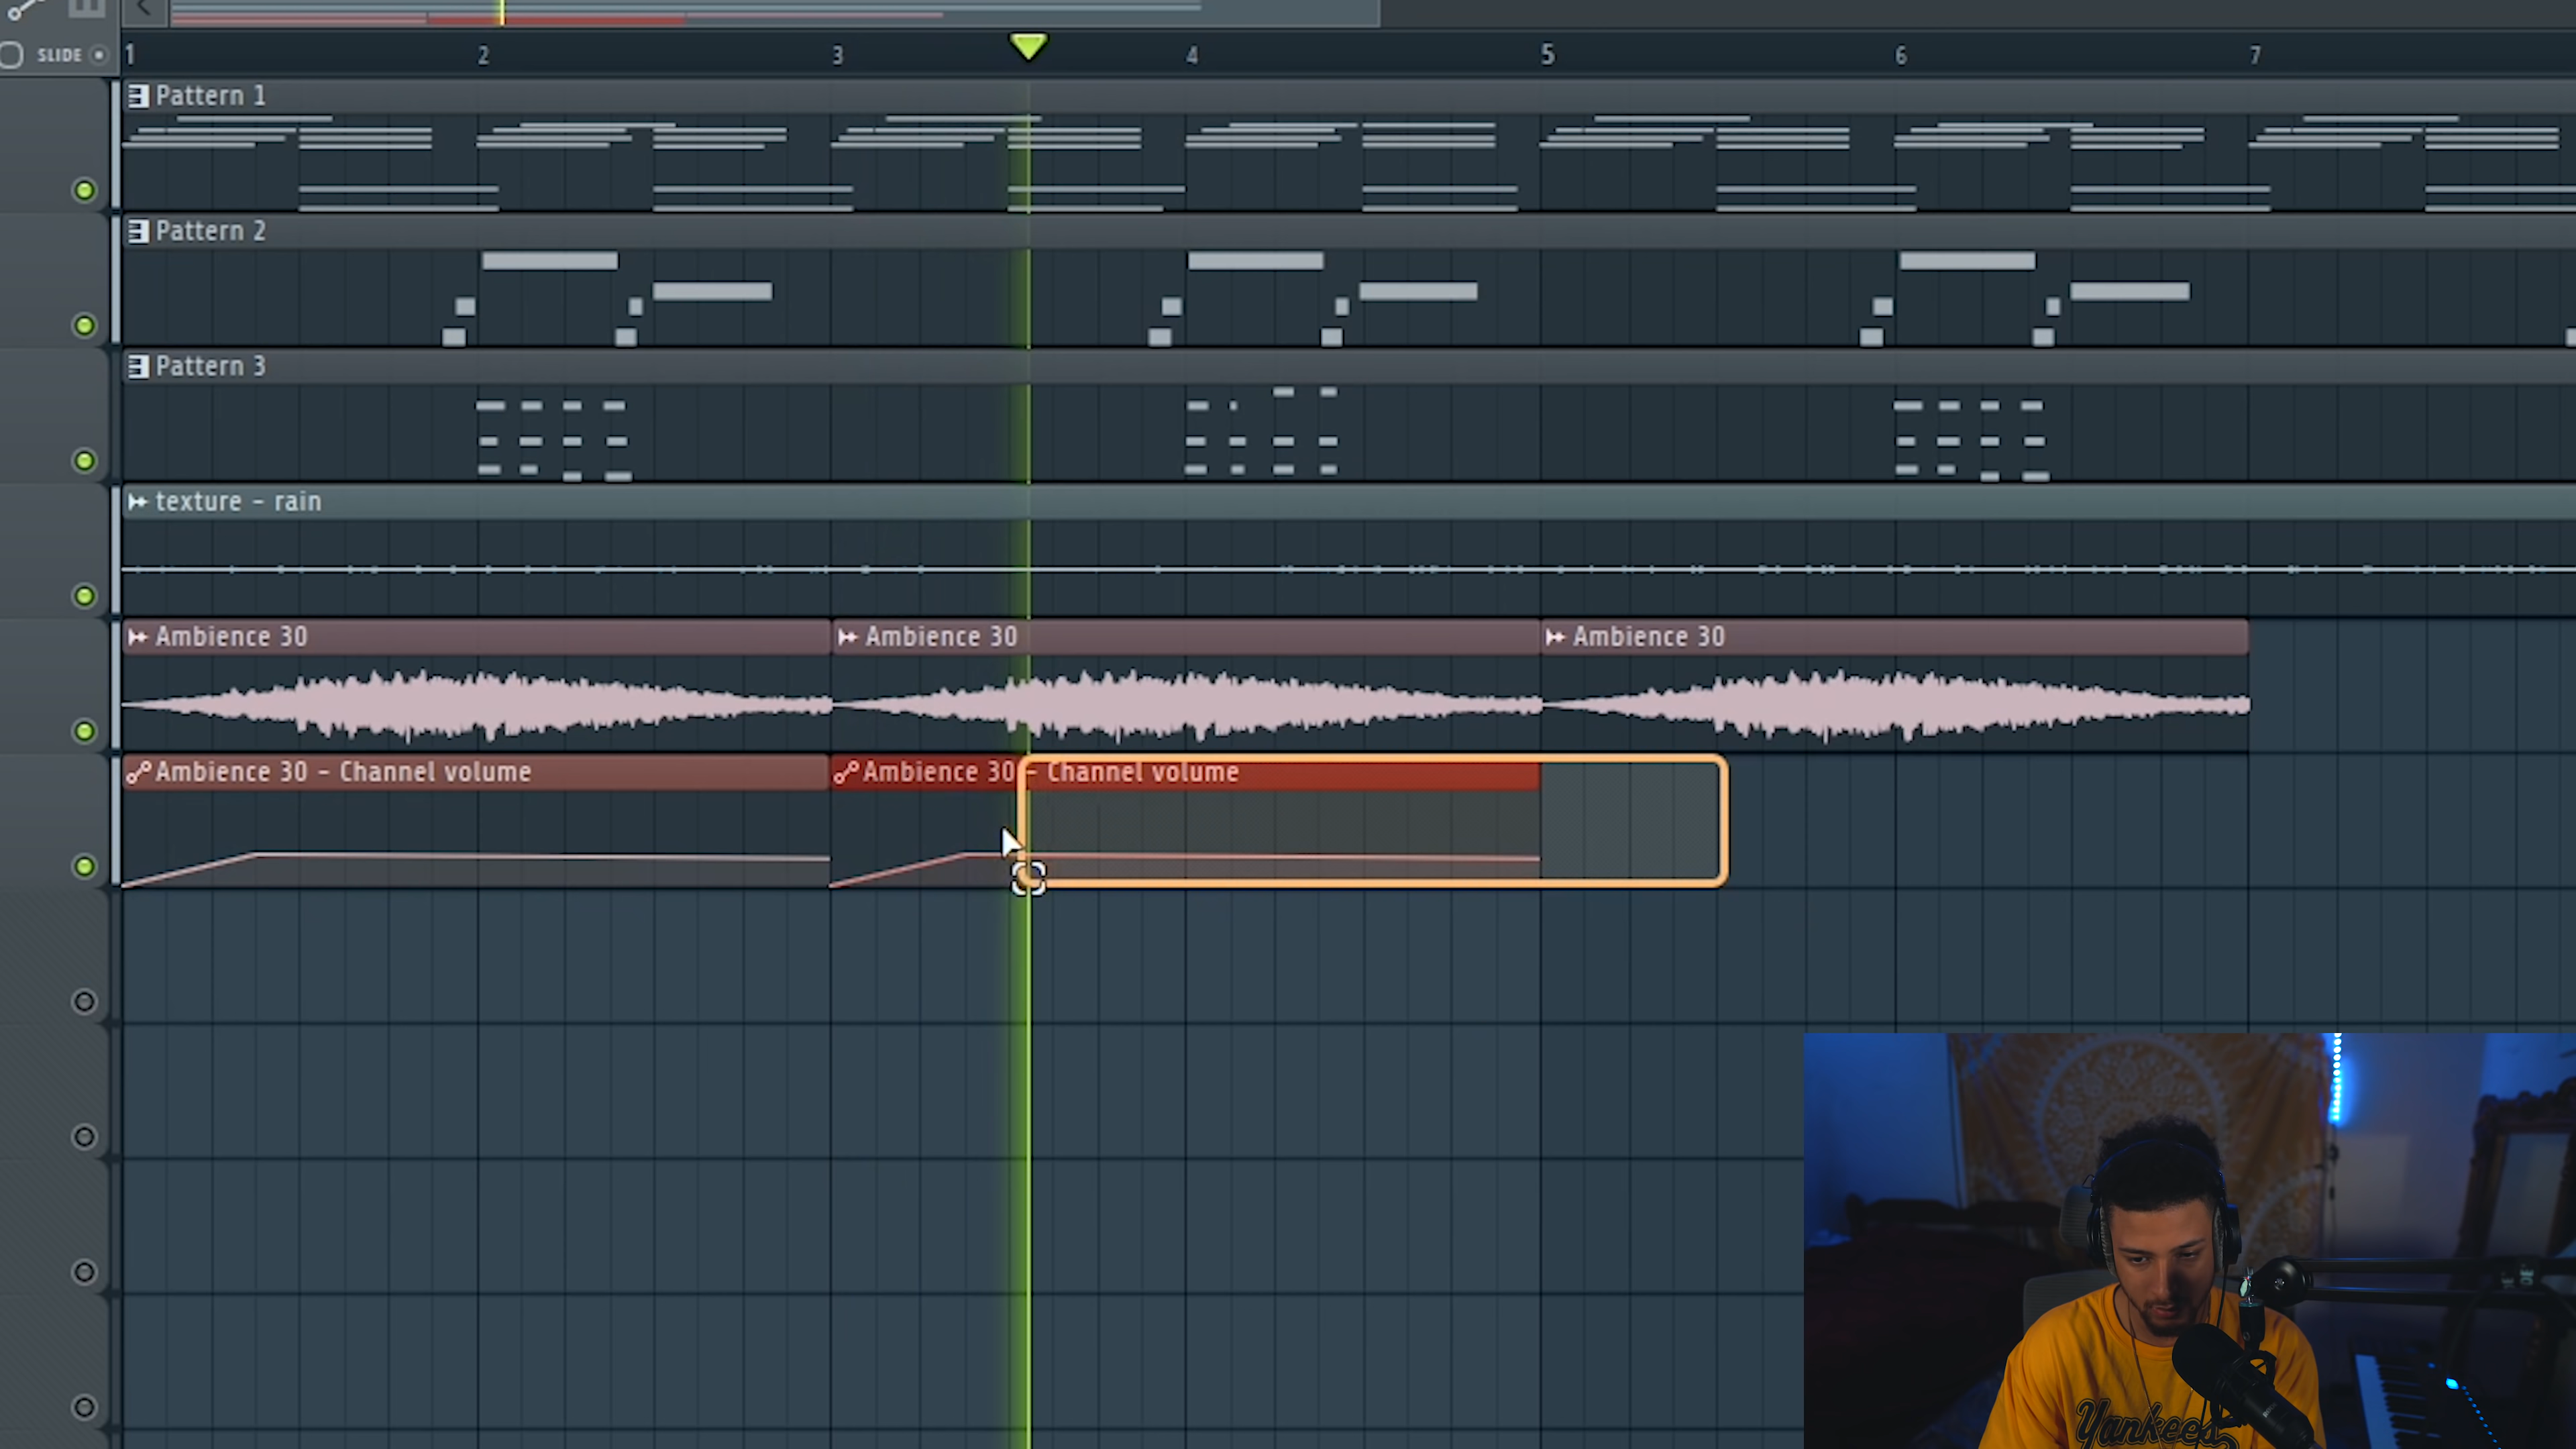 SLIDE
1 2 3 4 5 6 7
Pattern 1
Pattern 2
Pattern 3
texture - rain
Ambience 30 Ambience 30 Ambience 30
Ambience 30 - Channel volume Ambience 30 - Channel volume
Yankees